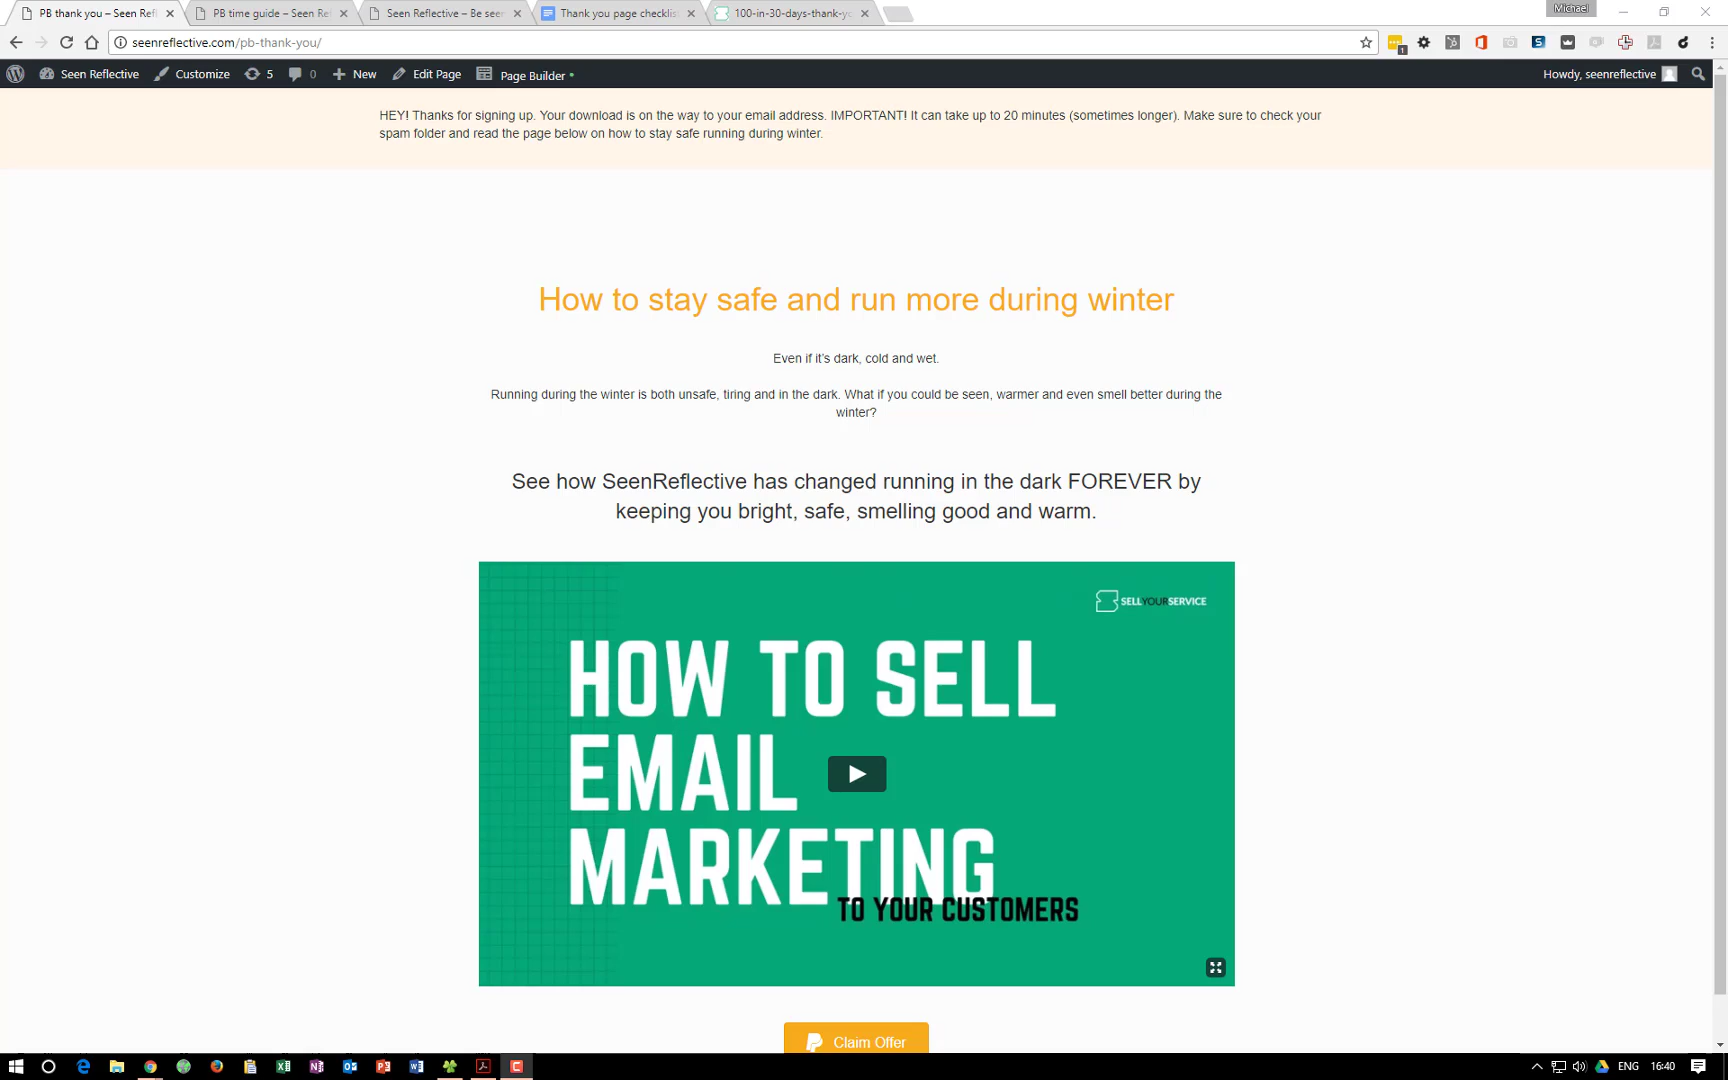 Michael
PB thank you – Seen Refl
PB time guide – Seen Re
Seen Reflective – Be see
Thank you page checklis
100-in-30-days-thank-yo
seenreflective.com/pb-thank-you/
1
Seen Reflective
Customize
5
0
New
Edit Page
Page Builder
Howdy, seenreflective
HEY! Thanks for signing up. Your download is on the way to your email address. IMPORTANT! It can take up to 20 minutes (sometimes longer). Make sure to check your
spam folder and read the page below on how to stay safe running during winter.
How to stay safe and run more during winter
Even if it's dark, cold and wet.
Running during the winter is both unsafe, tiring and in the dark. What if you could be seen, warmer and even smell better during the
winter?
See how SeenReflective has changed running in the dark FOREVER by
keeping you bright, safe, smelling good and warm.
SELLYOURSERVICE
HOW TO SELL
EMAIL
MARKETING
TO YOUR CUSTOMERS
Claim Offer
ENG
16:40